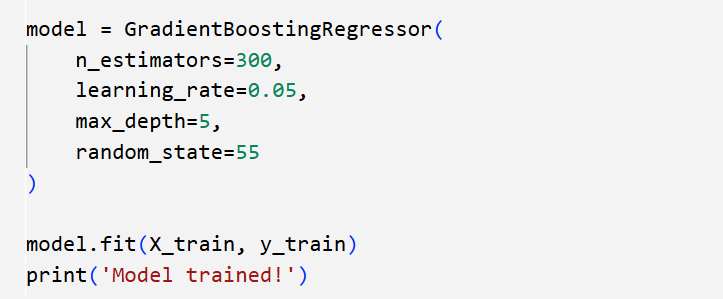 model = GradientBoostingRegressor(
    n_estimators=300,
    learning_rate=0.05,
    max_depth=5,
    random_state=55
)

model.fit(X_train, y_train)
print('Model trained!')